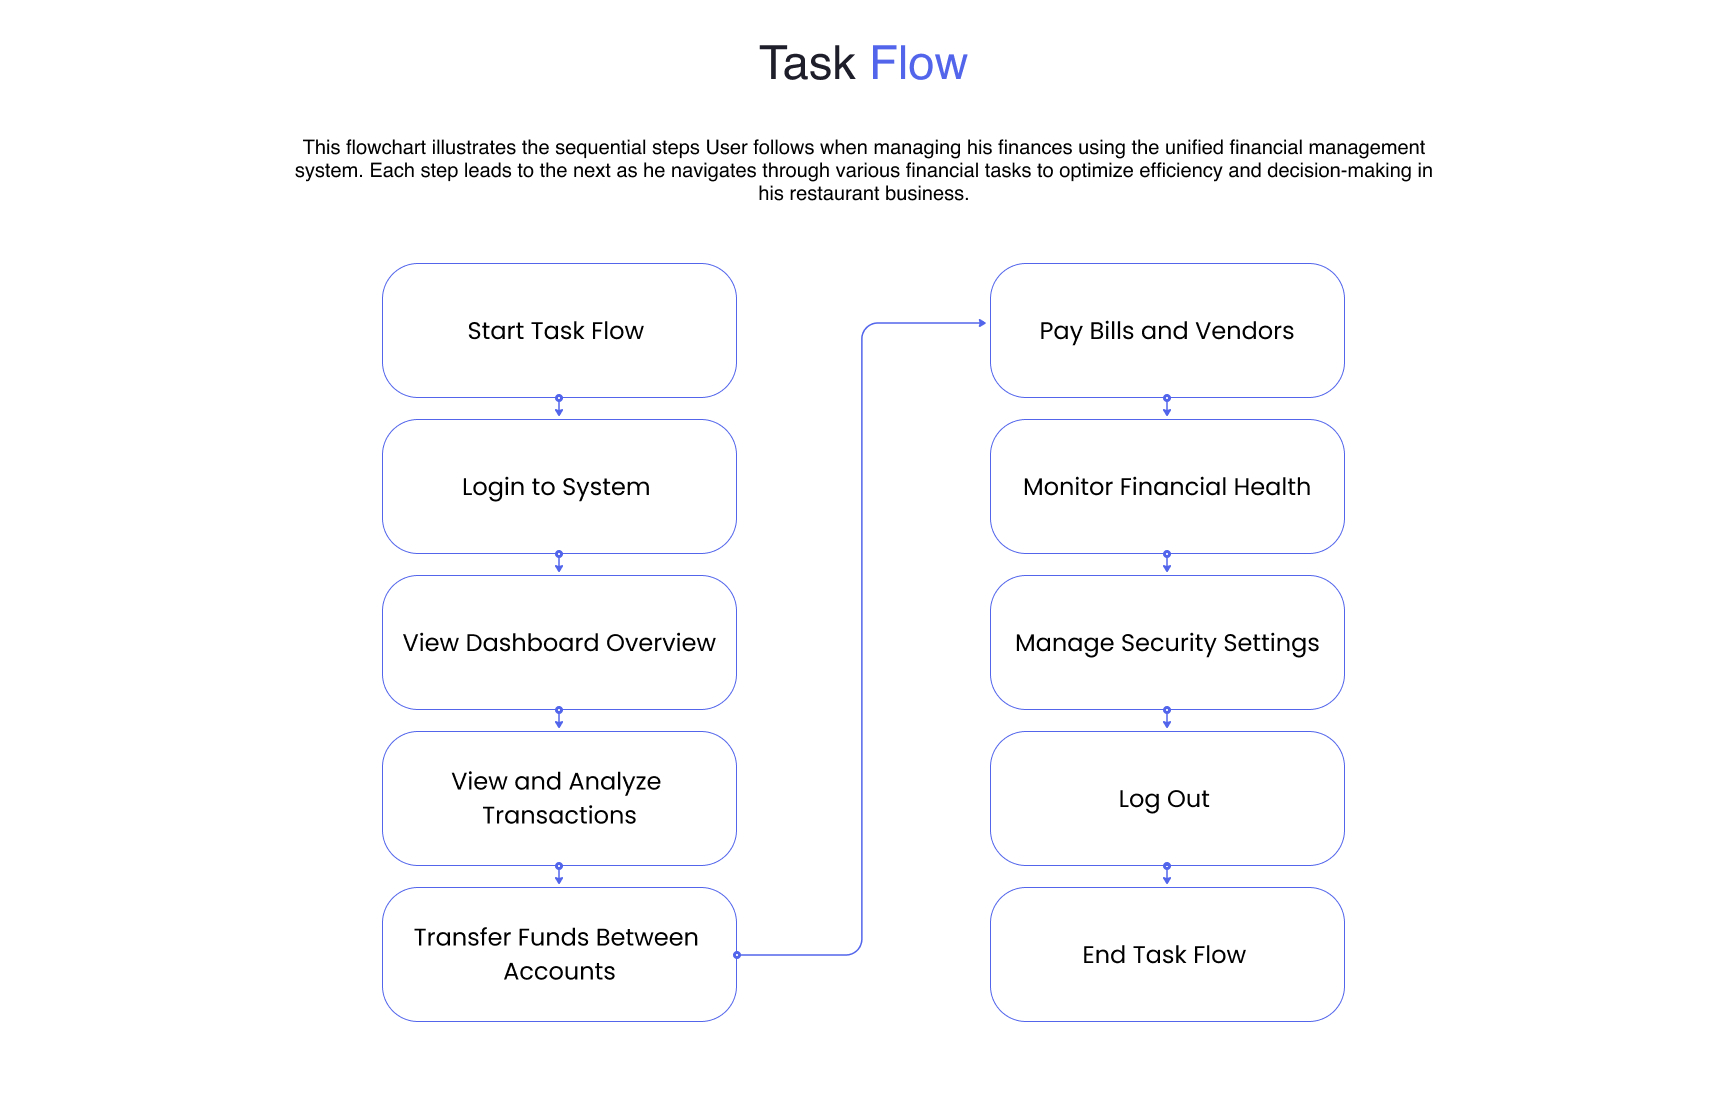 Task Flow
This flowchart illustrates the sequential steps User follows when managing his finances using the unified financial management
system. Each step leads to the next as he navigates through various financial tasks to optimize efficiency and decision-making in
his restaurant business.
Start Task Flow
Login to System
View Dashboard Overview
View and Analyze
Transactions
Transfer Funds Between
Accounts
Pay Bills and Vendors
Monitor Financial Health
Manage Security Settings
Log Out
End Task Flow